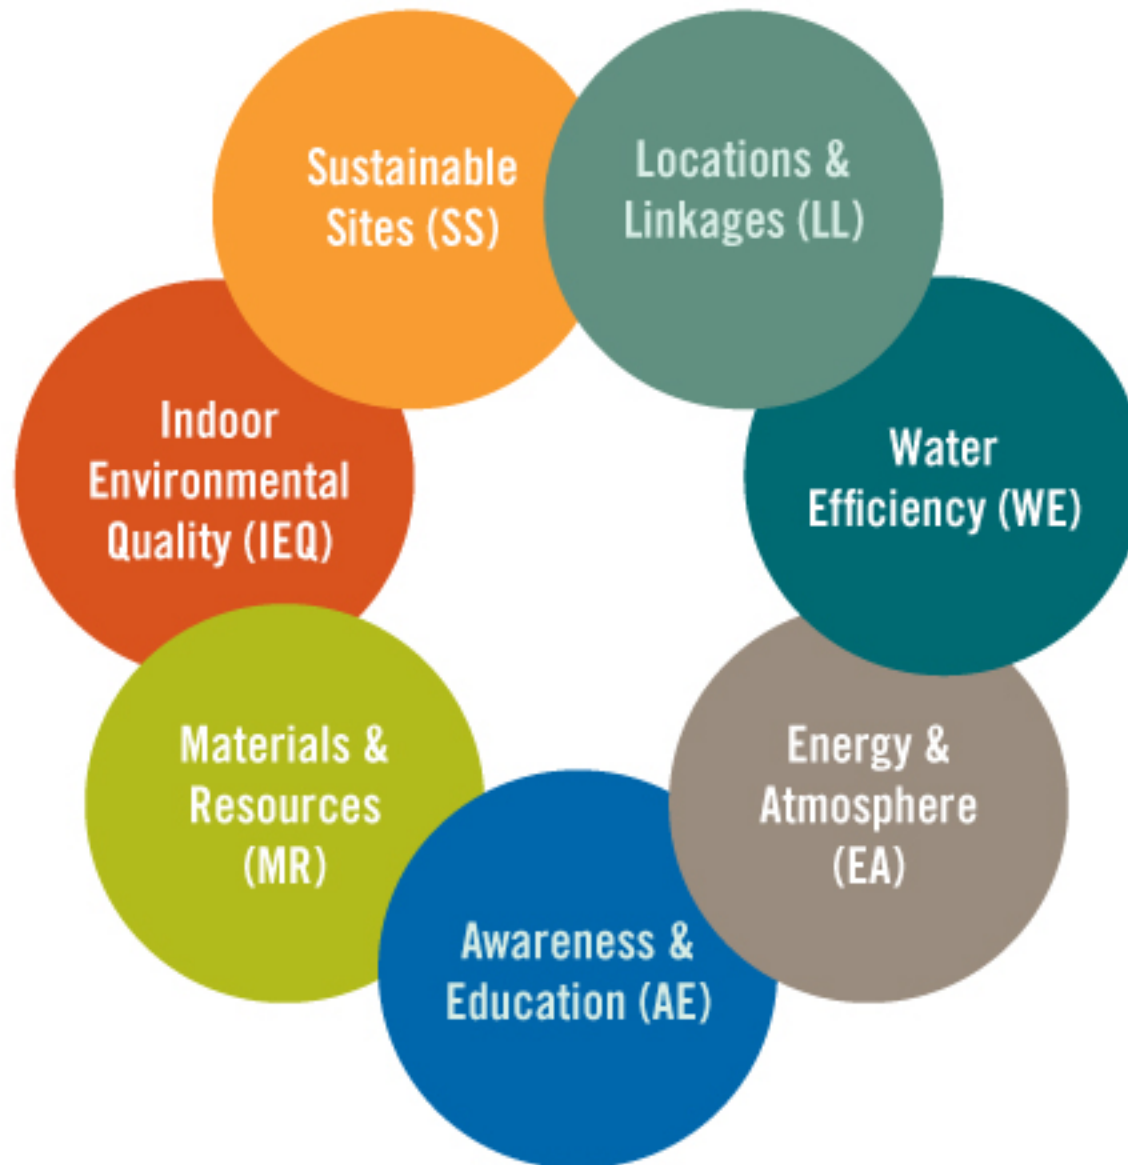 Sustainable
Sites (SS)
Locations &
Linkages (LL)
Indoor
Environmental
Quality (IEQ)
Water
Efficiency (WE)
Materials &
Resources
(MR)
Energy &
Atmosphere
(EA)
Awareness &
Education (AE)